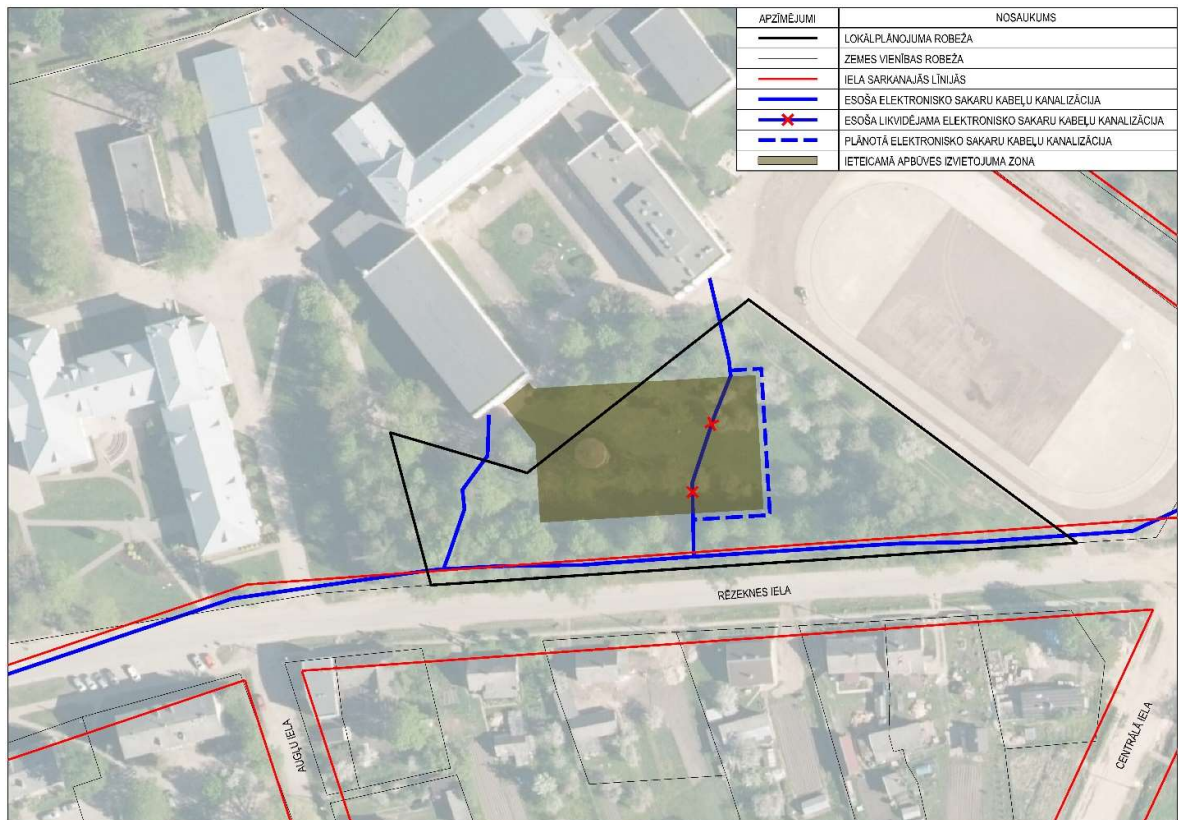 APZĪMĒJUMI NOSAUKUMS
LOKĀLPLĀNOJUMA ROBEŽA
ZEMES VIENĪBAS ROBEŽA
IELA SARKANAJĀS LĪNIJĀS
ESOŠA ELEKTRONISKO SAKARU KABEĻU KANALIZĀCIJA
ESOŠA LIKVIDĒJAMA ELEKTRONISKO SAKARU KABEĻU KANALIZĀCIJA
PLĀNOTĀ ELEKTRONISKO SAKARU KABEĻU KANALIZĀCIJA
IETEICAMĀ APBŪVES IZVIETOJUMA ZONA
RĒZEKNES IELA
AUGĻU IELA
CENTRĀLĀ IELA